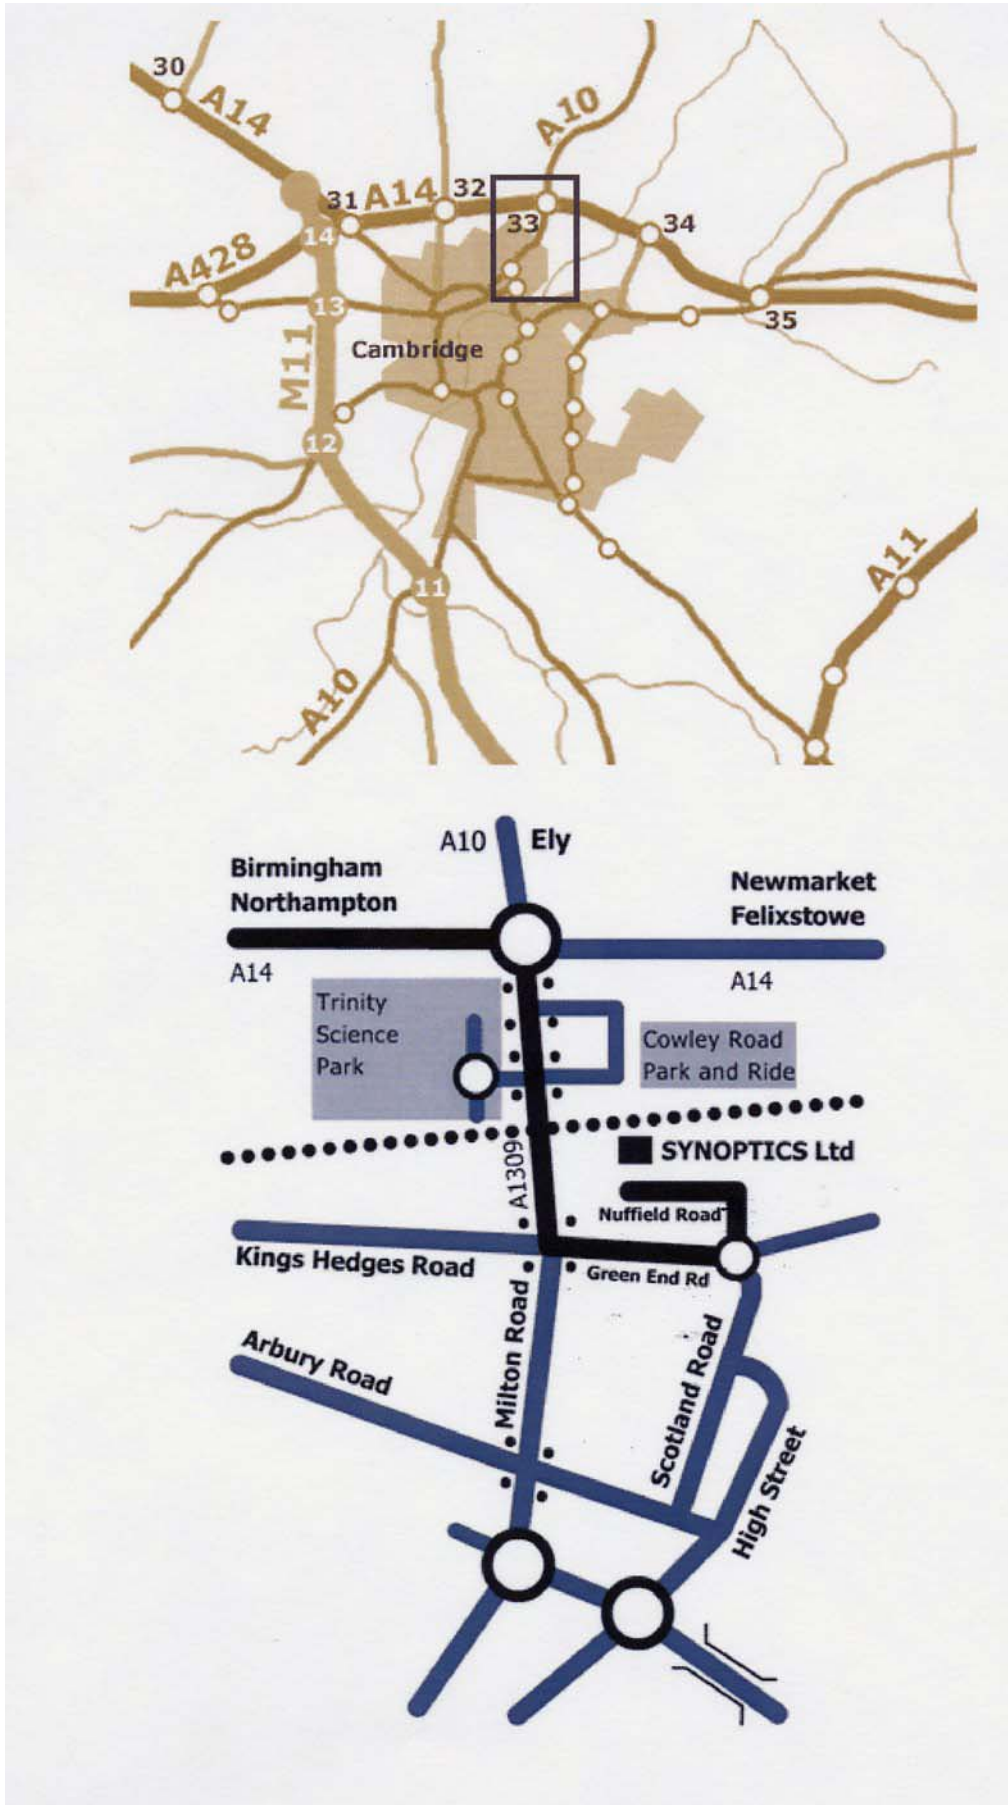 30
A14
A10
31
A14
32
33
34
14
A428
13
35
Cambridge
M11
12
A11
11
A10
A10
Ely
Birmingham
Northampton
Newmarket
Felixstowe
A14
A14
Trinity
Science
Park
Cowley Road
Park and Ride
A1309
SYNOPTICS Ltd
Nuffield Road
Kings Hedges Road
Green End Rd
Milton Road
Arbury Road
Scotland Road
High Street